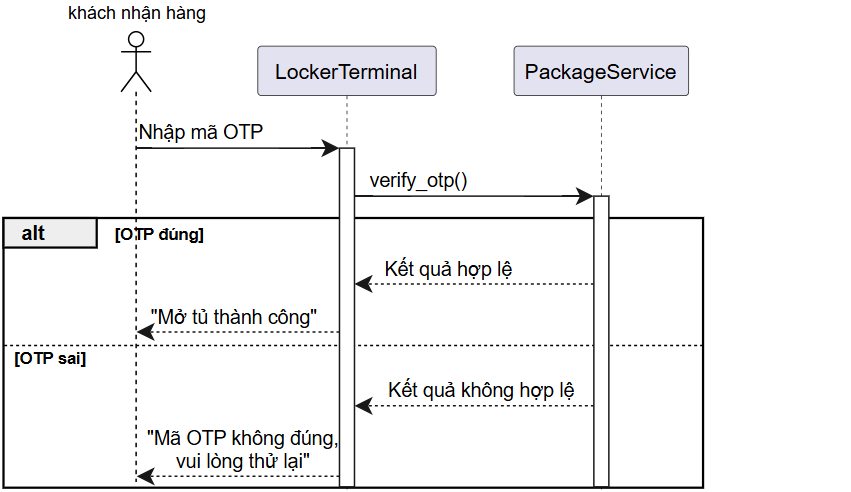 khách nhận hàng
LockerTerminal
PackageService
Nhập mã OTP
verify_otp()
alt
[OTP đúng]
Kết quả hợp lệ
"Mở tủ thành công"
[OTP sai]
Kết quả không hợp lệ
"Mã OTP không đúng,
vui lòng thử lại"